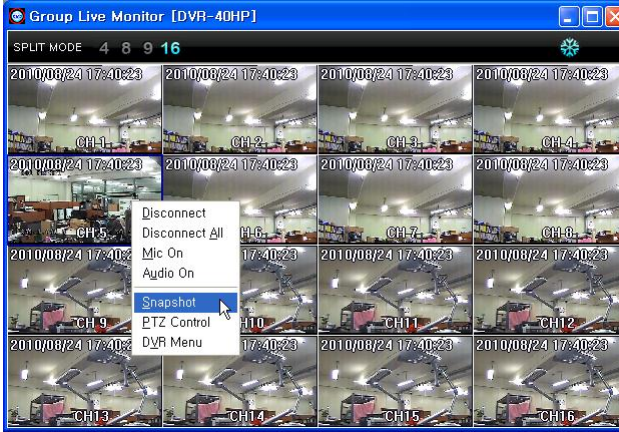 Group Live Monitor [DVR-40HP]
SPLIT MODE 4 8 9 16
2010/08/24 17:40:23 2010/08/24 17:40:23 2010/08/24 17:40:23 2010/08/24 17:40:23
CH 1 CH 2 CH 3 CH 4
2010/08/24 17:40:23 2010/08/24 17:40:23 2010/08/24 17:40:23 2010/08/24 17:40:23
CH 5 CH 6 CH 7 CH 8
Disconnect
Disconnect All
Mic On
Audio On
Snapshot
PTZ Control
DVR Menu
2010/08/24 17:40:23 2010/08/24 17:40:23 2010/08/24 17:40:23
CH 9 CH10 CH11 CH12
2010/08/24 17:40:23 2010/08/24 17:40:23 2010/08/24 17:40:23
CH13 CH14 CH15 CH16